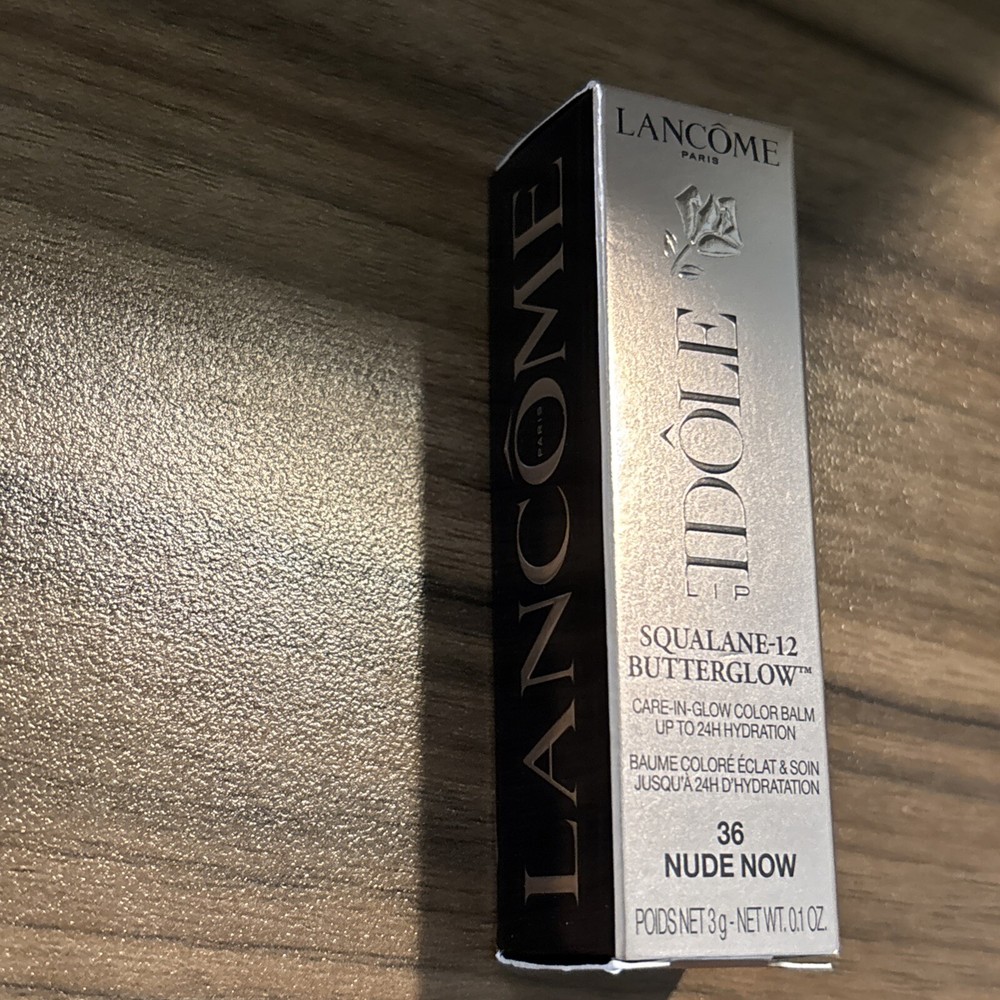 LANCÔME
PARIS
LANCÔME
PARIS
LIP
IDÔLE
SQUALANE-12
BUTTERGLOW™
CARE-IN-GLOW COLOR BALM
UP TO 24H HYDRATION
BAUME COLORÉ ÉCLAT & SOIN
JUSQU'À 24H D'HYDRATATION
36
NUDE NOW
POIDS NET 3 g - NET WT. 0.1 OZ.